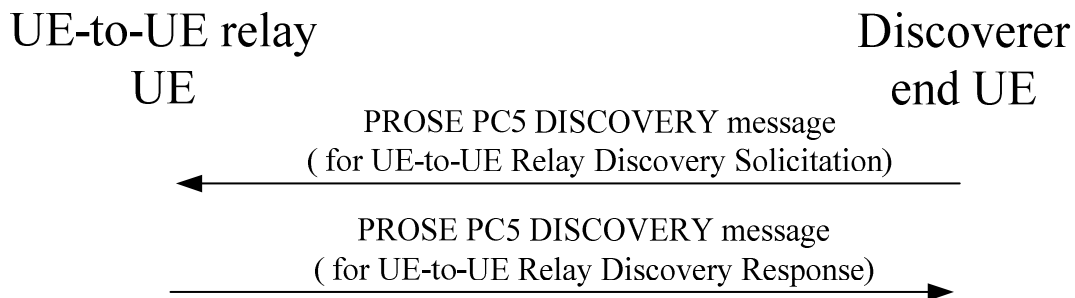 UE-to-UE relay
UE
Discoverer
end UE
PROSE PC5 DISCOVERY message
( for UE-to-UE Relay Discovery Solicitation)
PROSE PC5 DISCOVERY message
( for UE-to-UE Relay Discovery Response)